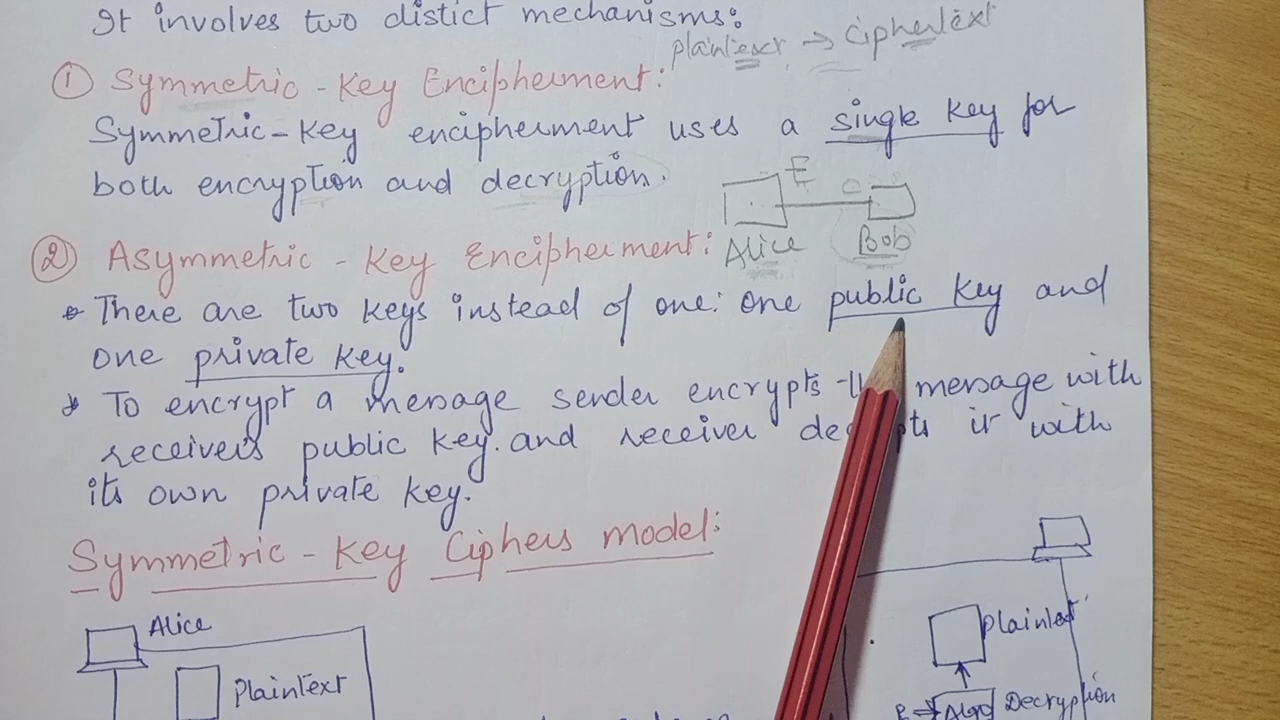 It involves two distict mechanisms:
plaintext → ciphertext
① Symmetric - Key Encipherment:
Symmetric-Key encipherment uses a single key for
both encryption and decryption.
E
Alice Bob
② Asymmetric - Key Encipherment:
There are two keys instead of one: one public key and
one private key.
To encrypt a message sender encrypts message with
receiver's public key. and receiver it with
its own private key.
Symmetric - Key Ciphers model:
Alice
Plaintext
Plaintext
Decryption